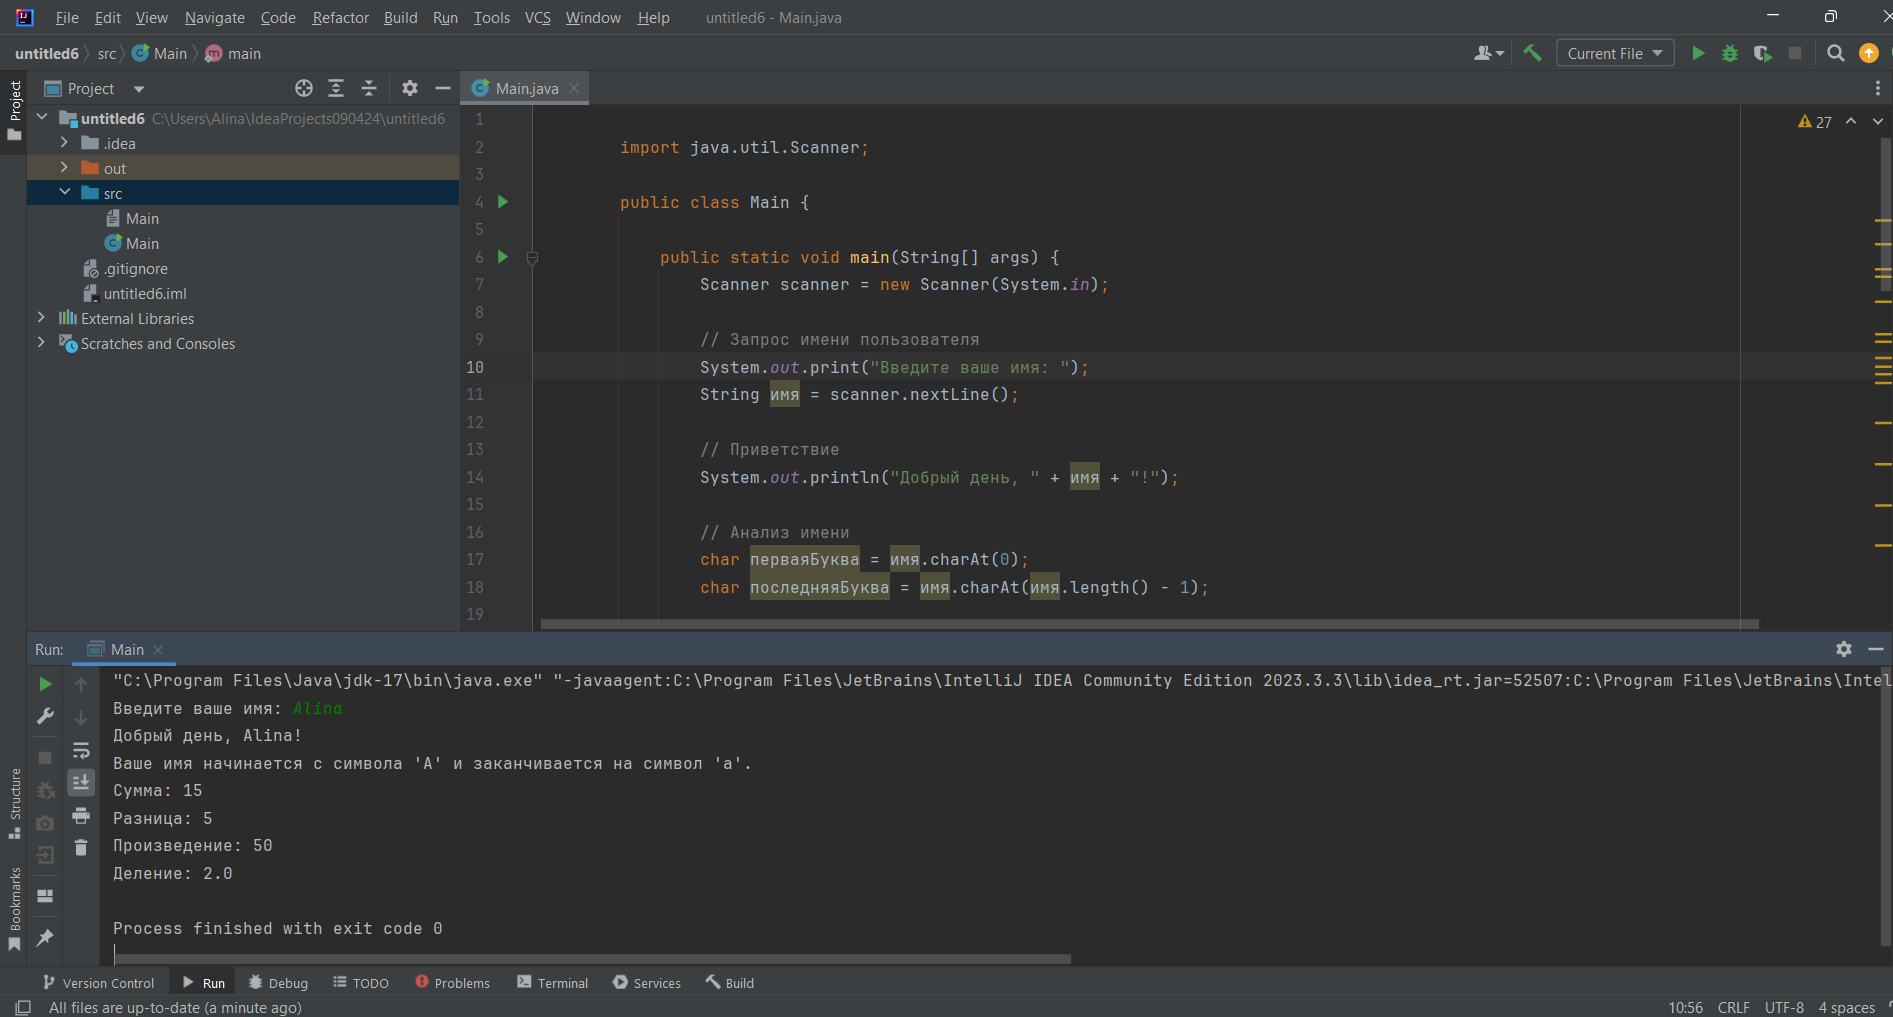 File Edit View Navigate Code Refactor Build Run Tools VCS Window Help untitled6 - Main.java
untitled6 src Main main Current File
Project Main.java
untitled6 C:\Users\Alina\IdeaProjects090424\untitled6
.idea
out
src
Main
Main
.gitignore
untitled6.iml
External Libraries
Scratches and Consoles
Project
Structure
Bookmarks
27
1
2 import java.util.Scanner;
3
4 public class Main {
5
6 public static void main(String[] args) {
7 Scanner scanner = new Scanner(System.in);
8
9 // Запрос имени пользователя
10 System.out.print("Введите ваше имя: ");
11 String имя = scanner.nextLine();
12
13 // Приветствие
14 System.out.println("Добрый день, " + имя + "!");
15
16 // Анализ имени
17 char перваяБуква = имя.charAt(0);
18 char последняяБуква = имя.charAt(имя.length() - 1);
19
Run: Main
"C:\Program Files\Java\jdk-17\bin\java.exe" "-javaagent:C:\Program Files\JetBrains\IntelliJ IDEA Community Edition 2023.3.3\lib\idea_rt.jar=52507:C:\Program Files\JetBrains\Intel
Введите ваше имя: Alina
Добрый день, Alina!
Ваше имя начинается с символа 'A' и заканчивается на символ 'a'.
Сумма: 15
Разница: 5
Произведение: 50
Деление: 2.0
Process finished with exit code 0
Version Control Run Debug TODO Problems Terminal Services Build
All files are up-to-date (a minute ago) 10:56 CRLF UTF-8 4 spaces